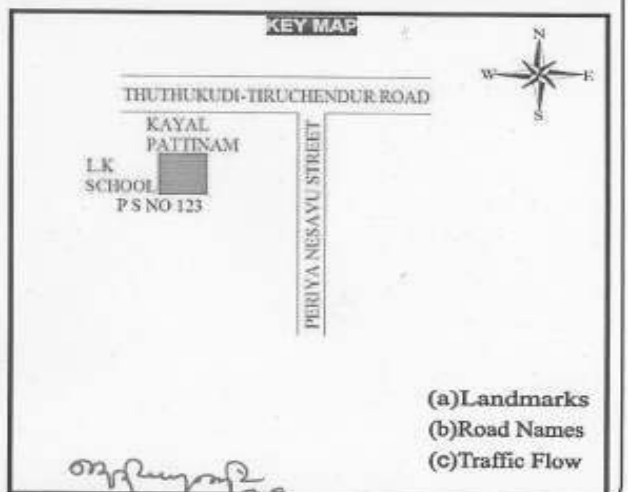 KEY MAP
N
W E
S
THUTHUKUDI-TIRUCHENDUR ROAD
KAYAL
PATTINAM
L.K
SCHOOL
P S NO 123
PERIYA NESAVU STREET
(a)Landmarks
(b)Road Names
(c)Traffic Flow